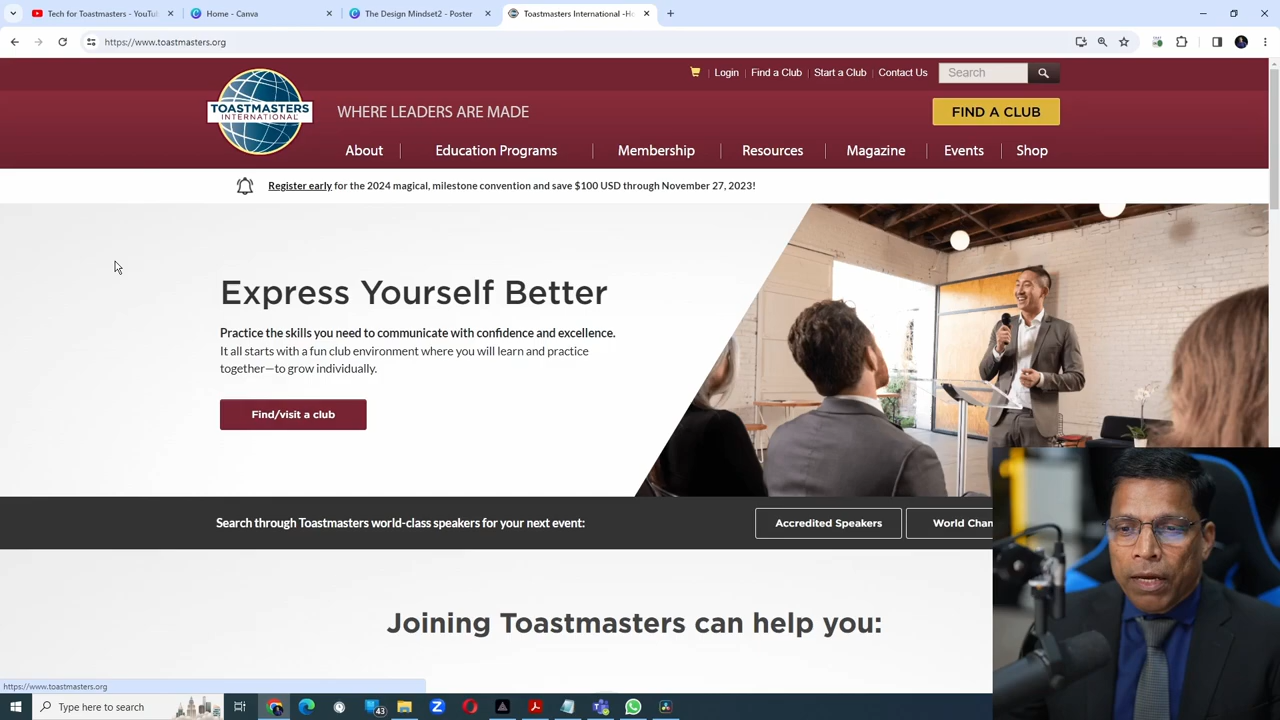 Tech for Toastmasters - YouTu
Home - Canva
The Design Mindset2 - Poster
Toastmasters International -
https://www.toastmasters.org
Login
Find a Club
Start a Club
Contact Us
Search
TOASTMASTERS
INTERNATIONAL
WHERE LEADERS ARE MADE
FIND A CLUB
About
Education Programs
Membership
Resources
Magazine
Events
Shop
Register early for the 2024 magical, milestone convention and save $100 USD through November 27, 2023!
Express Yourself Better
Practice the skills you need to communicate with confidence and excellence.
It all starts with a fun club environment where you will learn and practice
together—to grow individually.
Find/visit a club
Search through Toastmasters world-class speakers for your next event:
Accredited Speakers
World Cham
Joining Toastmasters can help you:
https://www.toastmasters.org
Type here to search
43